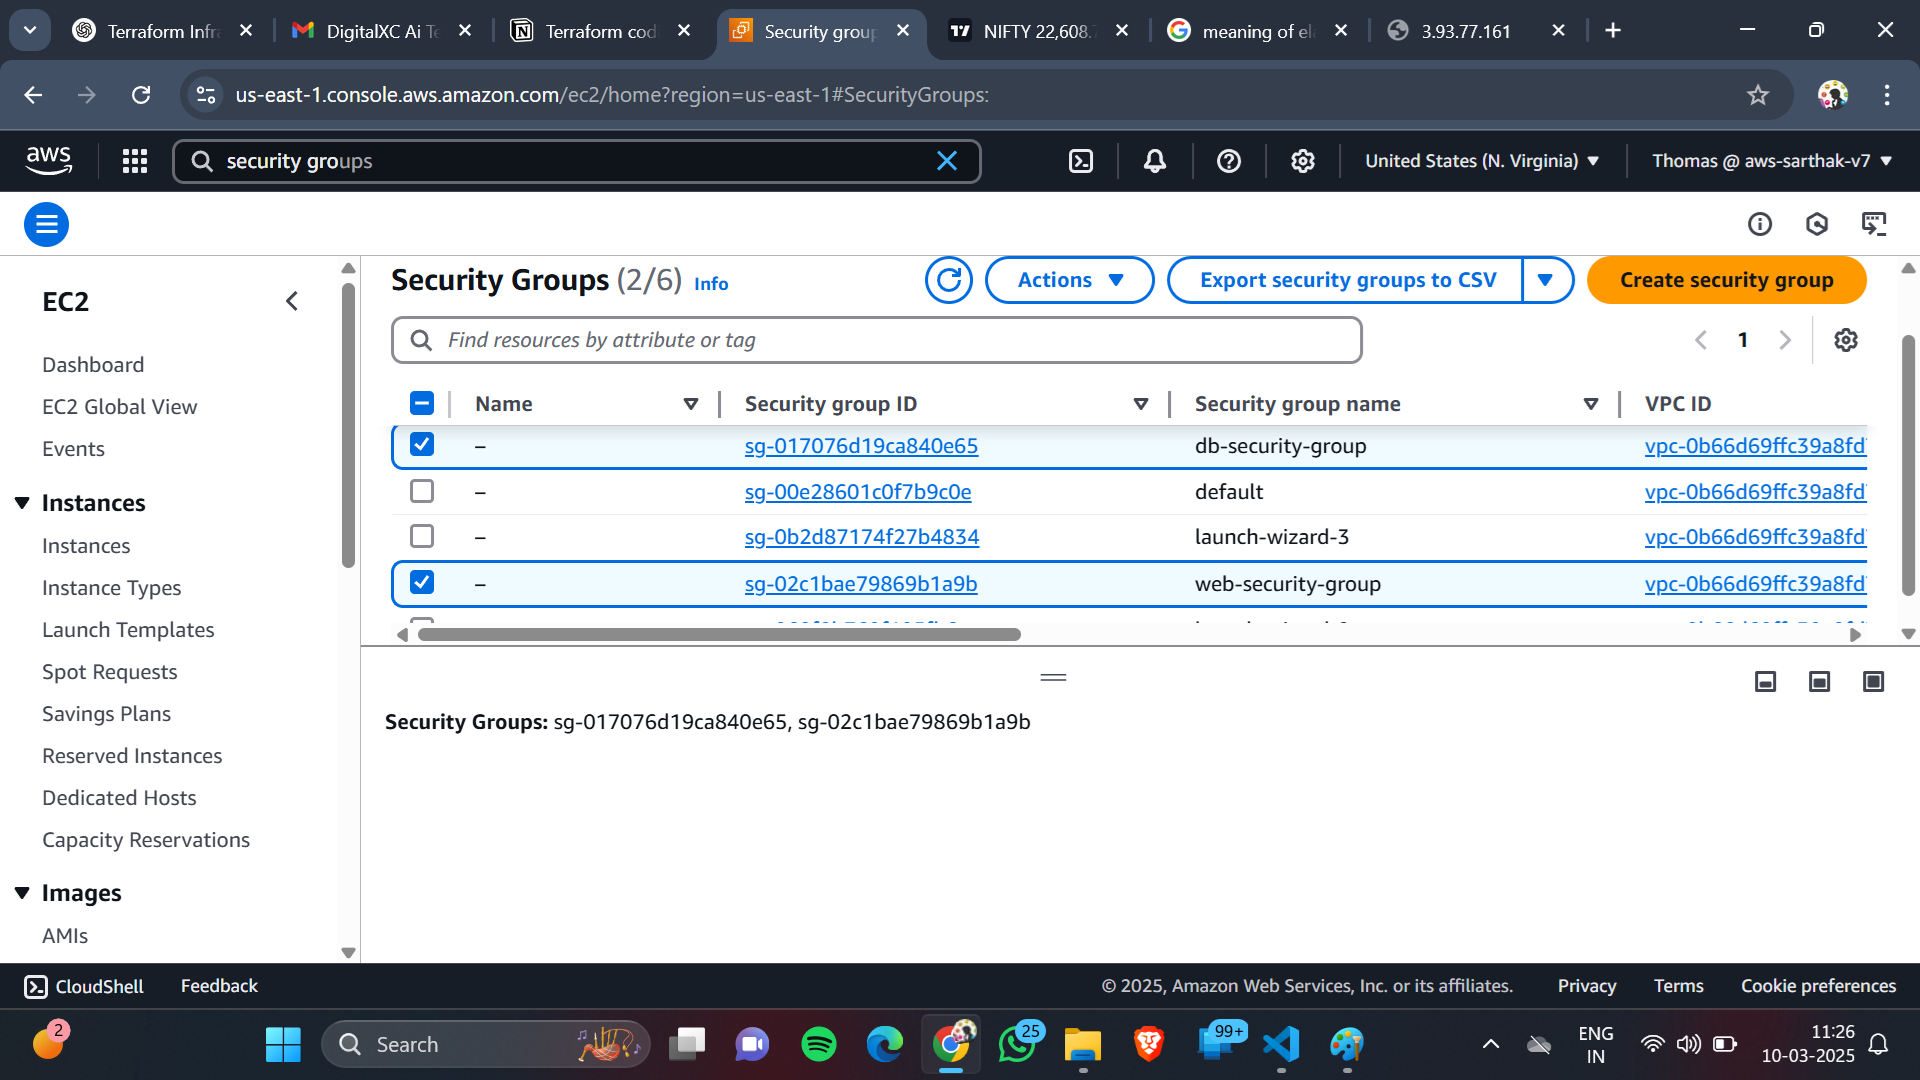 Terraform Infra
DigitalXC Ai Te
Terraform cod
Security group
NIFTY 22,608.
meaning of ela
3.93.77.161
us-east-1.console.aws.amazon.com/ec2/home?region=us-east-1#SecurityGroups:
aws
security groups
United States (N. Virginia)
Thomas @ aws-sarthak-v7
EC2
Dashboard
EC2 Global View
Events
Instances
Instances
Instance Types
Launch Templates
Spot Requests
Savings Plans
Reserved Instances
Dedicated Hosts
Capacity Reservations
Images
AMIs
Security Groups (2/6) Info
Actions
Export security groups to CSV
Create security group
Find resources by attribute or tag
1
Name Security group ID Security group name VPC ID
– sg-017076d19ca840e65 db-security-group vpc-0b66d69ffc39a8fd
– sg-00e28601c0f7b9c0e default vpc-0b66d69ffc39a8fd
– sg-0b2d87174f27b4834 launch-wizard-3 vpc-0b66d69ffc39a8fd
– sg-02c1bae79869b1a9b web-security-group vpc-0b66d69ffc39a8fd
Security Groups: sg-017076d19ca840e65, sg-02c1bae79869b1a9b
CloudShell
Feedback
© 2025, Amazon Web Services, Inc. or its affiliates.
Privacy
Terms
Cookie preferences
2
Search
25
99+
ENG
IN
11:26
10-03-2025